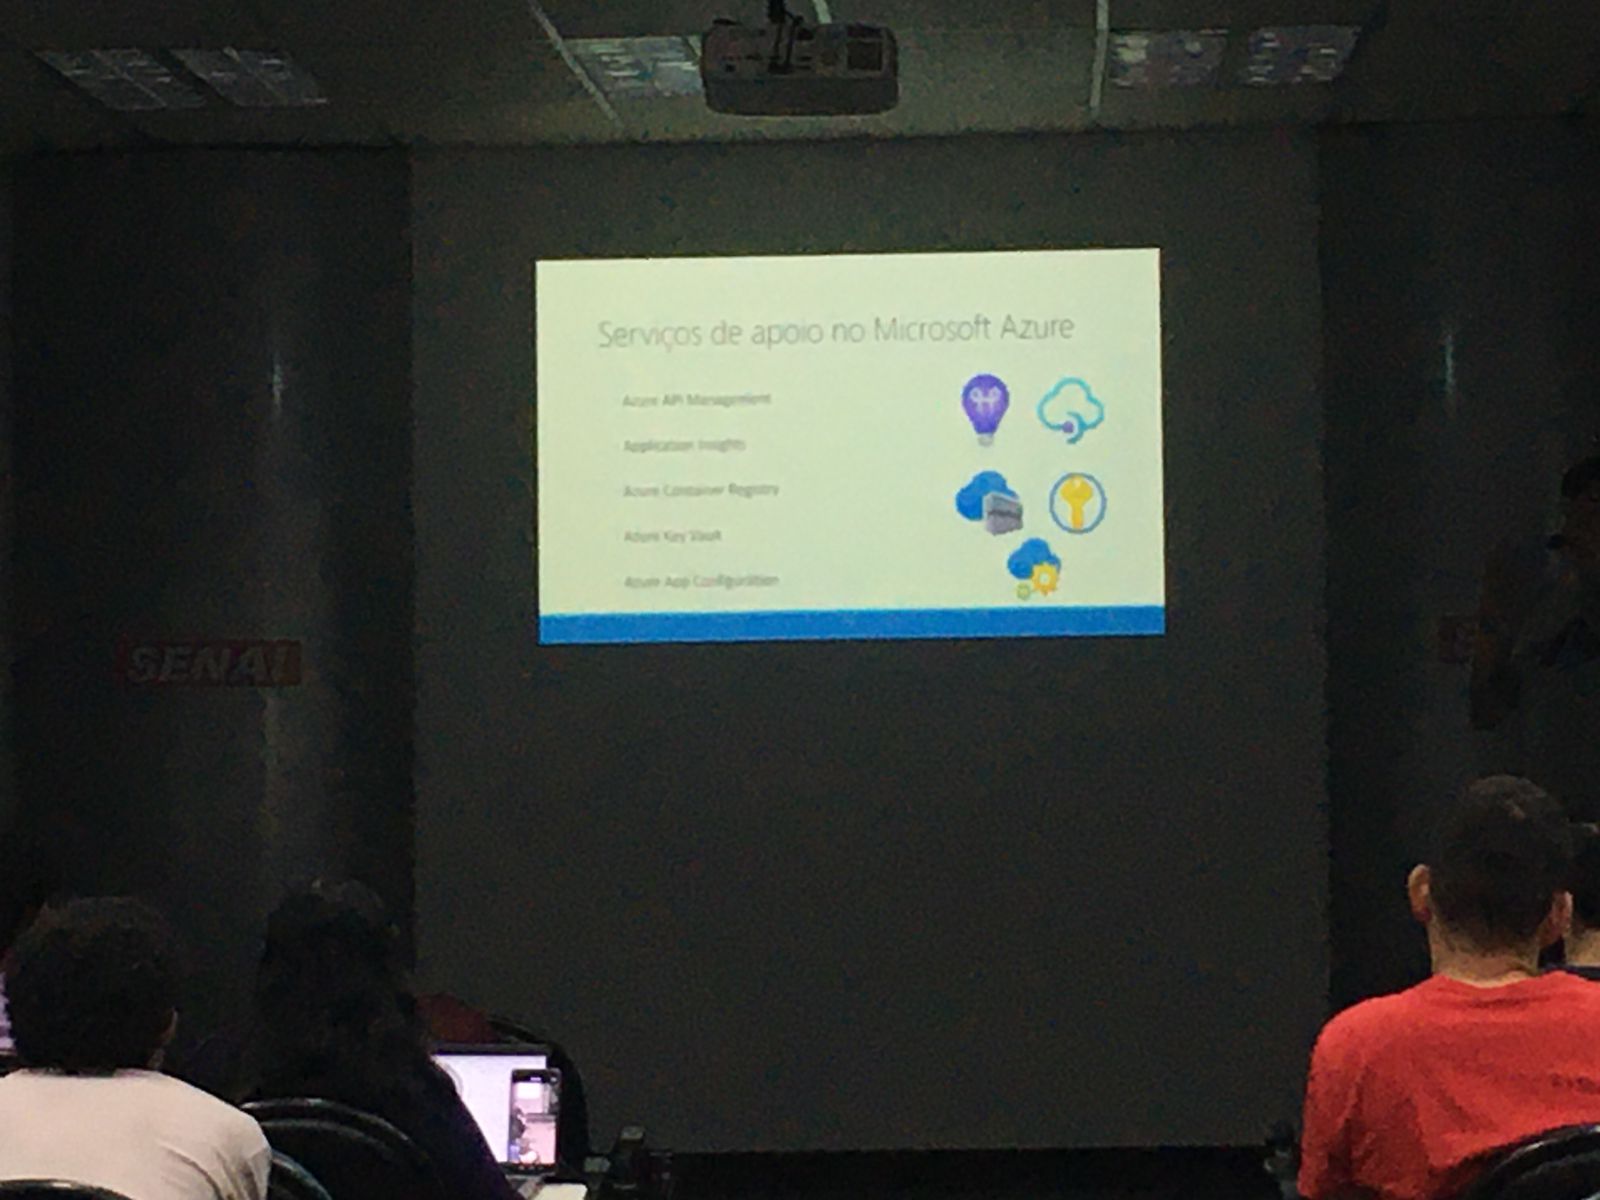 Serviços de apoio no Microsoft Azure
Azure API Management
Application Insights
Azure Container Registry
Azure Key Vault
Azure App Configuration
SENAI